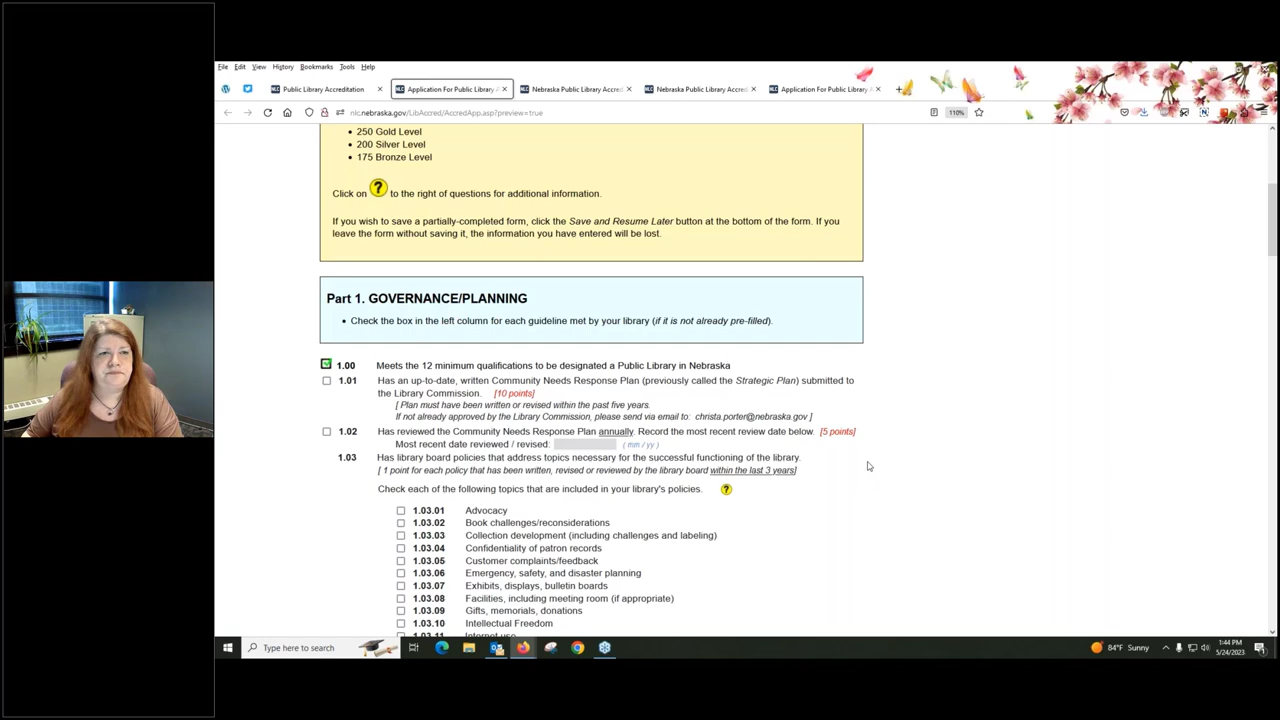 File Edit View History Bookmarks Tools Help
Public Library Accreditation
Application For Public Library A
Nebraska Public Library Accred
Nebraska Public Library Accred
Application For Public Library A
nlc.nebraska.gov/LibAccred/AccredApp.asp?preview=true
110%
• 250 Gold Level
• 200 Silver Level
• 175 Bronze Level
Click on ? to the right of questions for additional information.
If you wish to save a partially-completed form, click the Save and Resume Later button at the bottom of the form. If you
leave the form without saving it, the information you have entered will be lost.
Part 1. GOVERNANCE/PLANNING
• Check the box in the left column for each guideline met by your library (if it is not already pre-filled).
1.00 Meets the 12 minimum qualifications to be designated a Public Library in Nebraska
1.01 Has an up-to-date, written Community Needs Response Plan (previously called the Strategic Plan) submitted to
the Library Commission. [10 points]
[ Plan must have been written or revised within the past five years.
If not already approved by the Library Commission, please send via email to: christa.porter@nebraska.gov ]
1.02 Has reviewed the Community Needs Response Plan annually. Record the most recent review date below. [5 points]
Most recent date reviewed / revised: ( mm / yy )
1.03 Has library board policies that address topics necessary for the successful functioning of the library.
[ 1 point for each policy that has been written, revised or reviewed by the library board within the last 3 years]
Check each of the following topics that are included in your library's policies. ?
1.03.01 Advocacy
1.03.02 Book challenges/reconsiderations
1.03.03 Collection development (including challenges and labeling)
1.03.04 Confidentiality of patron records
1.03.05 Customer complaints/feedback
1.03.06 Emergency, safety, and disaster planning
1.03.07 Exhibits, displays, bulletin boards
1.03.08 Facilities, including meeting room (if appropriate)
1.03.09 Gifts, memorials, donations
1.03.10 Intellectual Freedom
1.03.11 Internet use
Type here to search
84°F Sunny
1:44 PM
5/24/2023